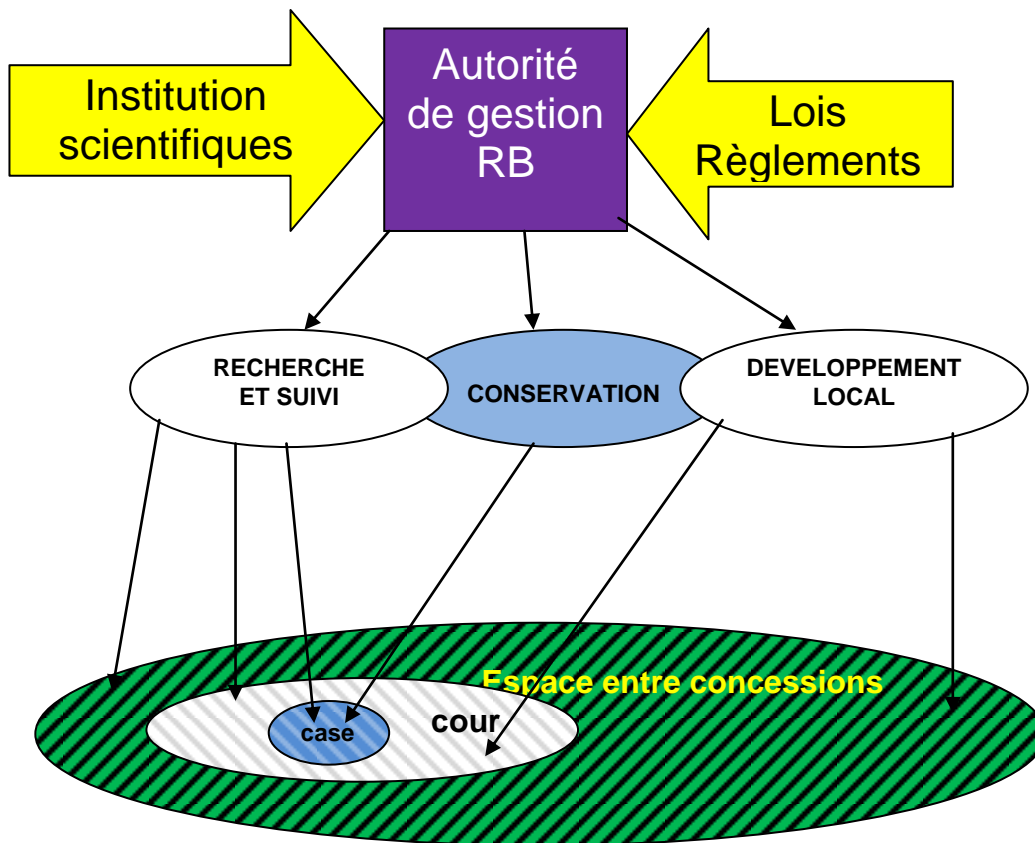 Institution
scientifiques
Autorité
de gestion
RB
Lois
Règlements
RECHERCHE
ET SUIVI
CONSERVATION
DEVELOPPEMENT
LOCAL
Espace entre concessions
cour
case